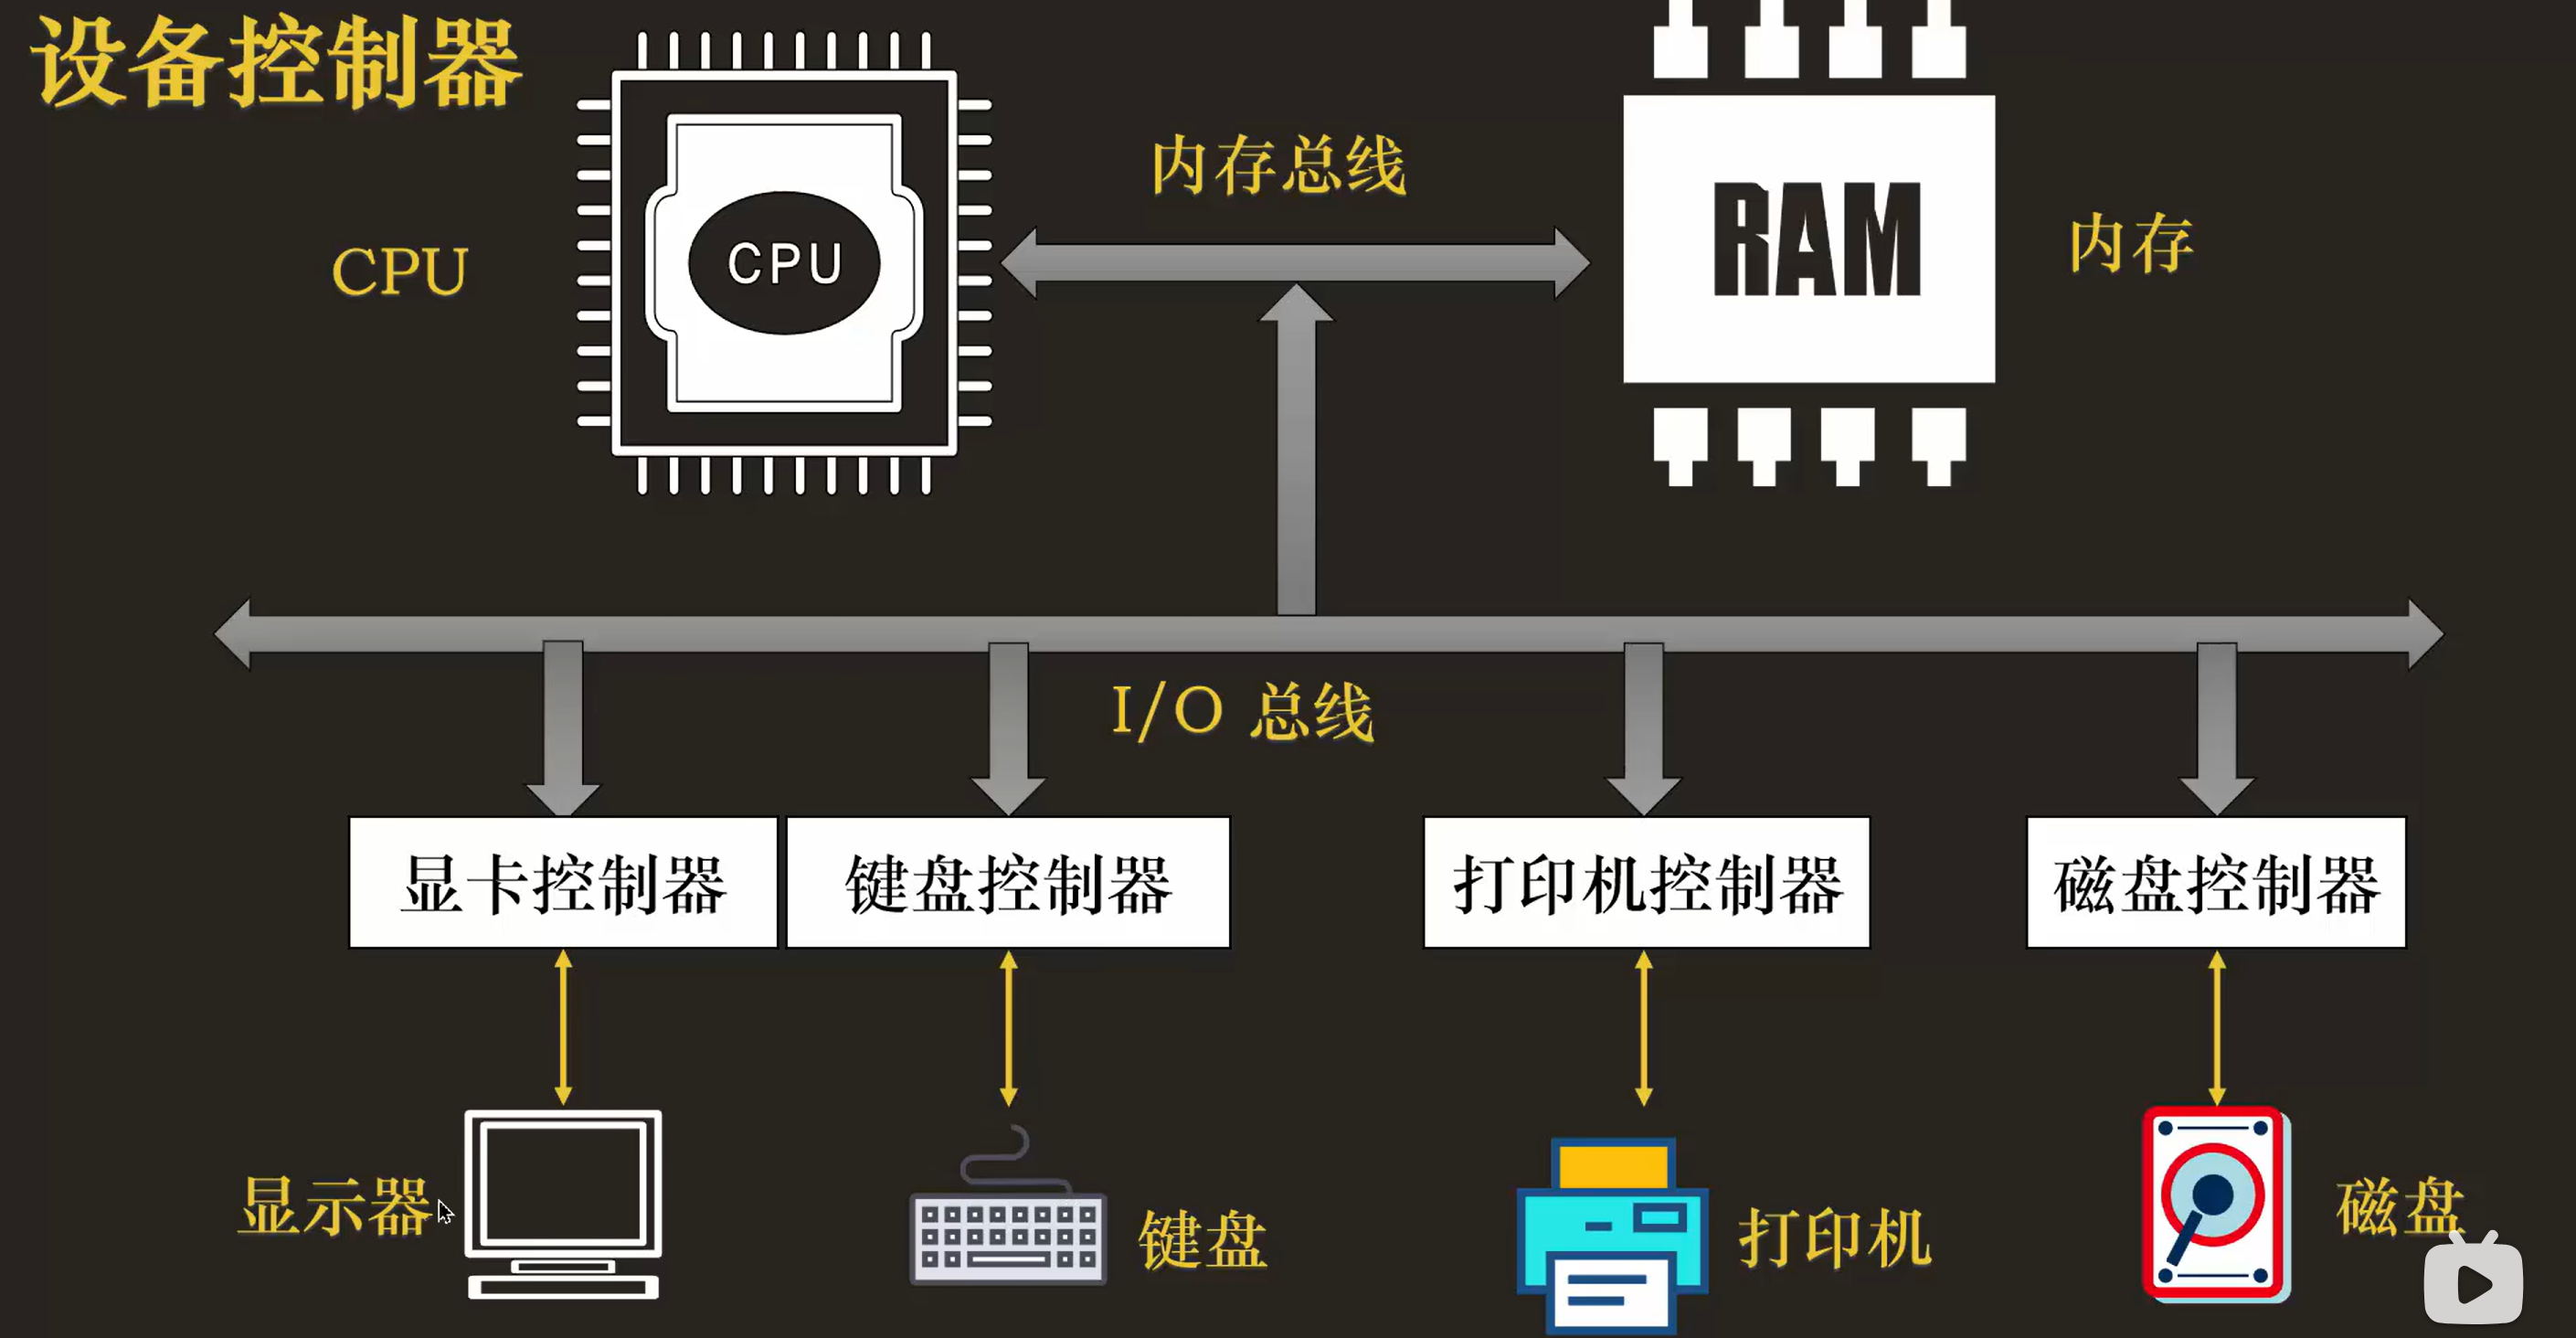 设备控制器
CPU
CPU
内存总线
RAM
内存
I/O 总线
显卡控制器
键盘控制器
打印机控制器
磁盘控制器
显示器
键盘
打印机
磁盘